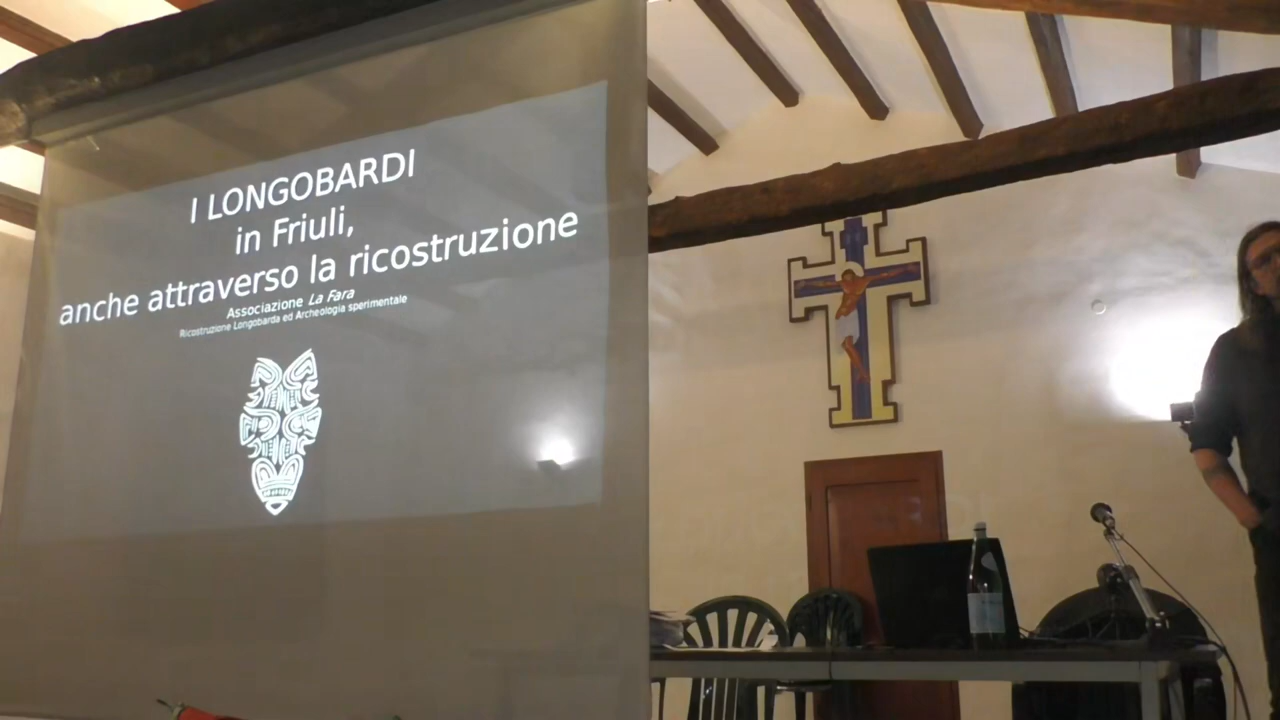 I LONGOBARDI
in Friuli,
anche attraverso la ricostruzione
Associazione La Fara
Ricostruzione Longobarda ed Archeologia sperimentale